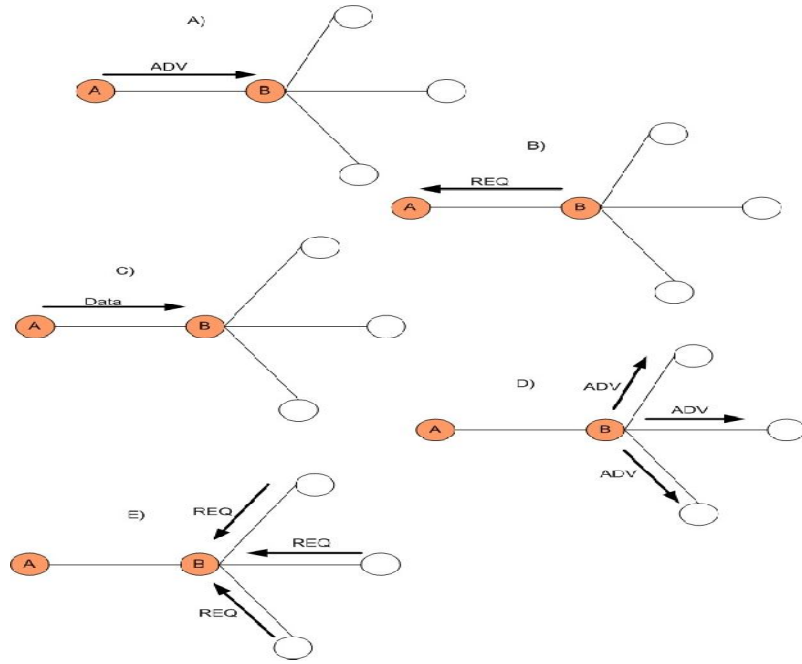 A)
ADV
A B
B)
REQ
A B
C)
Data
A B
D)
ADV
ADV
A B
ADV
E)
REQ
REQ
A B
REQ